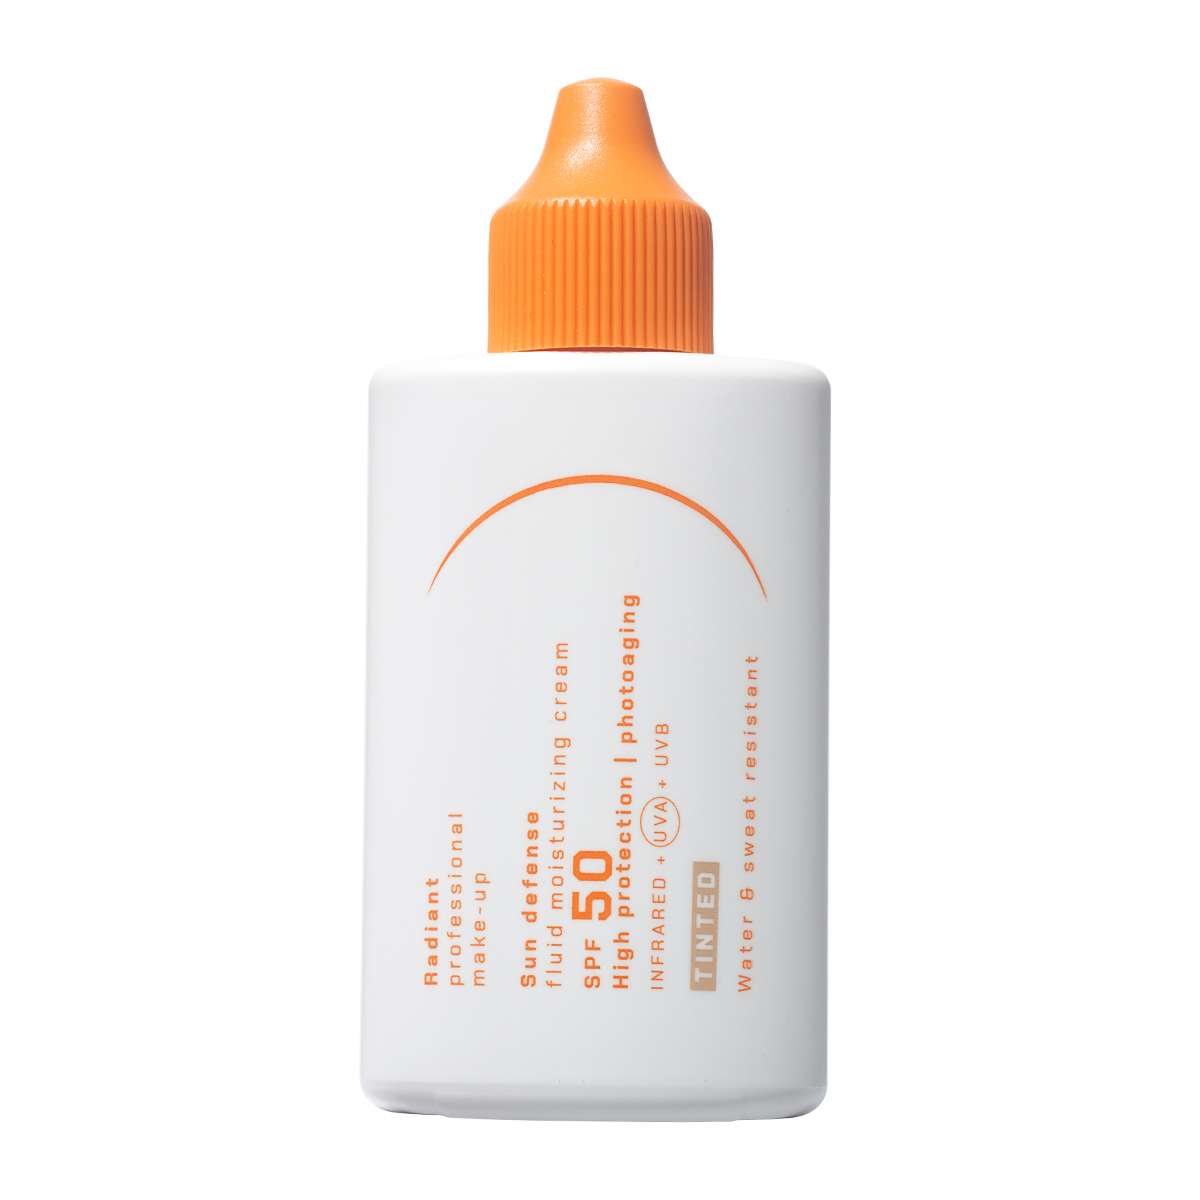 Radiant
professional
make-up
Sun defense
fluid moisturizing cream
SPF 50
High protection | photoaging
INFRARED + UVA + UVB
TINTED
Water & sweat resistant